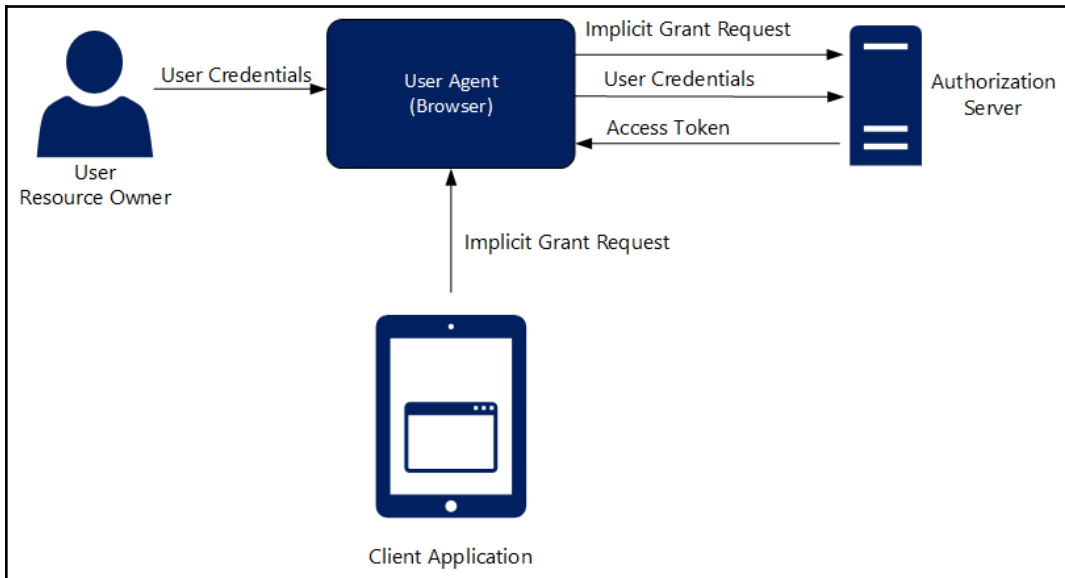 Implicit Grant Request
User Credentials
User Agent
(Browser)
User Credentials
Authorization
Server
Access Token
User
Resource Owner
Implicit Grant Request
Client Application